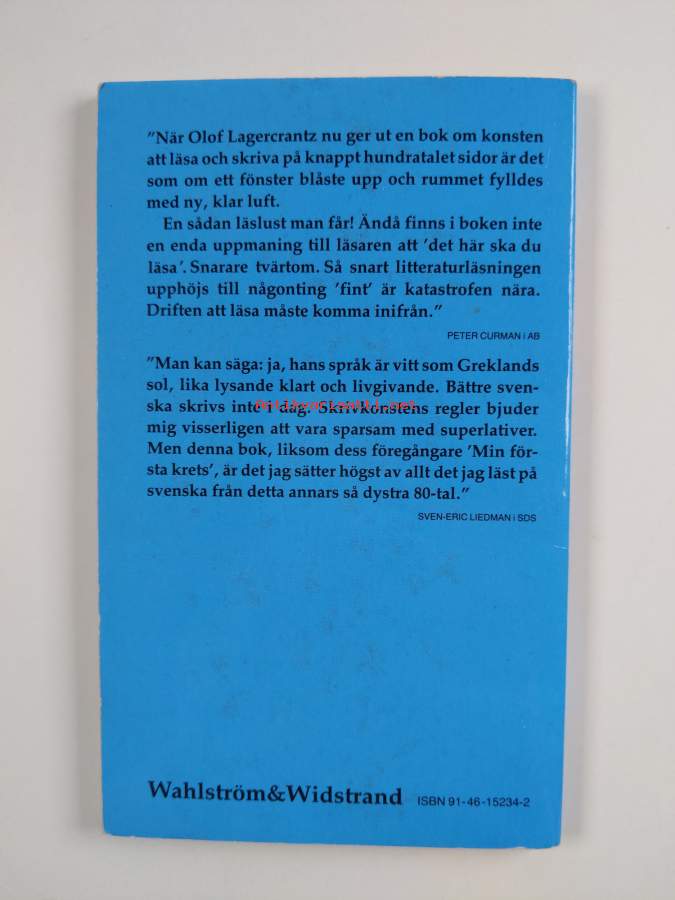 ”När Olof Lagercrantz nu ger ut en bok om konsten
att läsa och skriva på knappt hundratalet sidor är det
som om ett fönster blåste upp och rummet fylldes
med ny, klar luft.
En sådan läslust man får! Ändå finns i boken inte
en enda uppmaning till läsaren att ’det här ska du
läsa’. Snarare tvärtom. Så snart litteraturläsningen
upphöjs till någonting ’fint’ är katastrofen nära.
Driften att läsa måste komma inifrån.”
PETER CURMAN i AB
”Man kan säga: ja, hans språk är vitt som Greklands
sol, lika lysande klart och livgivande. Bättre sven-
ska skrivs inte i dag. Skrivkonstens regler bjuder
mig visserligen att vara sparsam med superlativer.
Men denna bok, liksom dess föregångare ’Min för-
sta krets’, är det jag sätter högst av allt det jag läst på
svenska från detta annars så dystra 80-tal.”
SVEN-ERIC LIEDMAN i SDS
Wahlström&Widstrand ISBN 91-46-15234-2